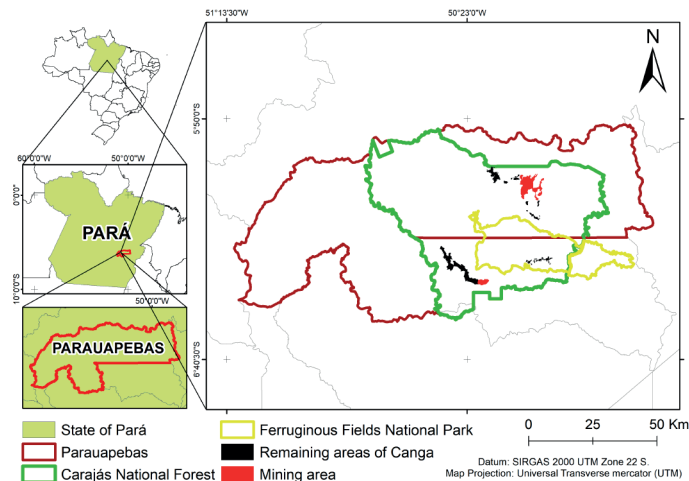 51°13'30"W
50°23'0"W
N
5°50'0"S
6°40'30"S
60°0'0"W
50°0'0"W
0°0'0"
10°0'0"S
PARÁ
50°0'0"W
PARAUAPEBAS
State of Pará
Parauapebas
Carajás National Forest
Ferruginous Fields National Park
Remaining areas of Canga
Mining area
0 25 50 Km
Datum: SIRGAS 2000 UTM Zone 22 S.
Map Projection: Universal Transverse mercator (UTM)